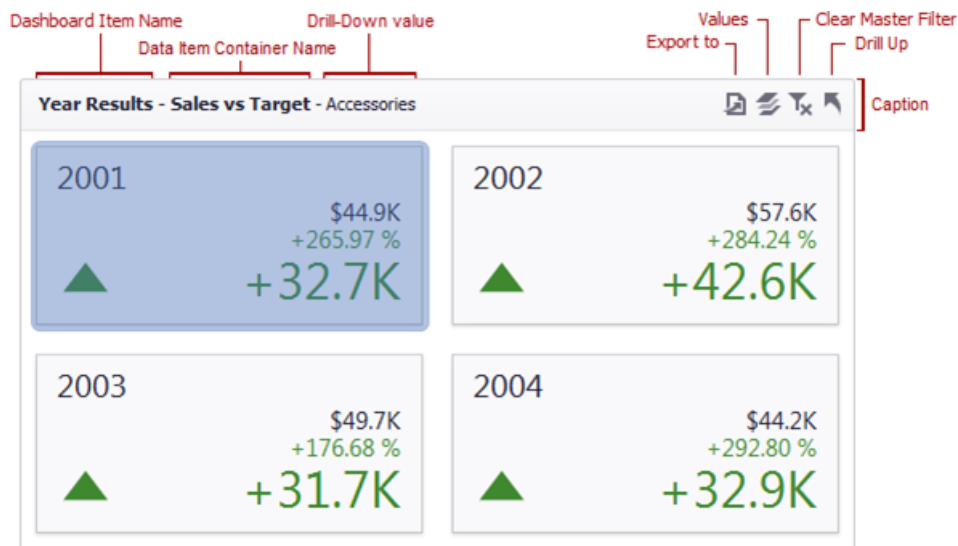 Dashboard Item Name
Drill-Down value
Values
Clear Master Filter
Data Item Container Name
Export to
Drill Up
Year Results - Sales vs Target - Accessories
Caption
2001
$44.9K
+265.97 %
+32.7K
2002
$57.6K
+284.24 %
+42.6K
2003
$49.7K
+176.68 %
+31.7K
2004
$44.2K
+292.80 %
+32.9K